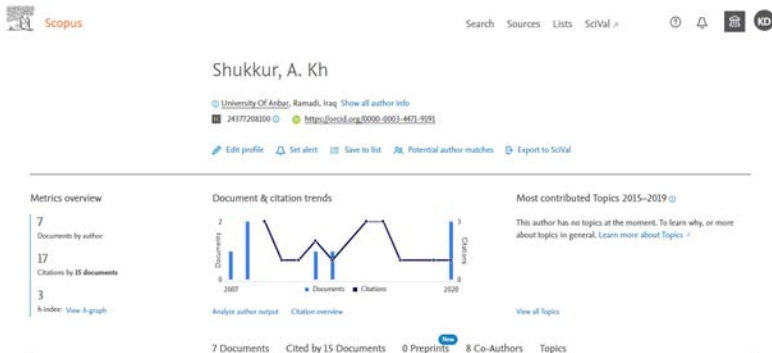 Scopus
Search Sources Lists SciVal
KD
Shukkur, A. Kh
University Of Anbar, Ramadi, Iraq Show all author info
24377208100 https://orcid.org/0000-0003-4471-9191
Edit profile Set alert Save to list Potential author matches Export to SciVal
Metrics overview
7
Documents by author
17
Citations by 15 documents
3
h-index: View h-graph
Document & citation trends
2
3
Documents
Citations
0
0
2007
2020
Documents Citations
Analyze author output Citation overview
Most contributed Topics 2015–2019
This author has no topics at the moment. To learn why, or more
about topics in general. Learn more about Topics >
View all Topics
New
7 Documents Cited by 15 Documents 0 Preprints 8 Co-Authors Topics